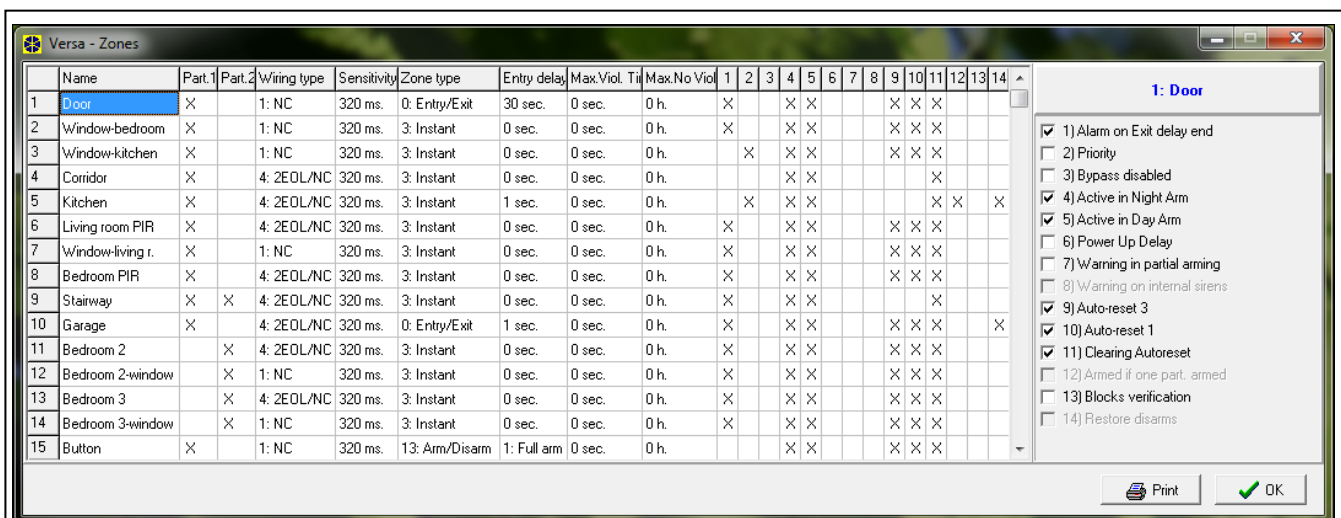 Versa - Zones
Name Part.1 Part.2 Wiring type Sensitivity Zone type Entry delay Max.Viol. Tir Max.No Viol 1 2 3 4 5 6 7 8 9 10 11 12 13 14
1 Door X 1: NC 320 ms. 0: Entry/Exit 30 sec. 0 sec. 0 h. X X X X X X
2 Window-bedroom X 1: NC 320 ms. 3: Instant 0 sec. 0 sec. 0 h. X X X X X X
3 Window-kitchen X 1: NC 320 ms. 3: Instant 0 sec. 0 sec. 0 h. X X X X X X
4 Corridor X 4: 2EOL/NC 320 ms. 3: Instant 0 sec. 0 sec. 0 h. X X X
5 Kitchen X 4: 2EOL/NC 320 ms. 3: Instant 1 sec. 0 sec. 0 h. X X X X X X
6 Living room PIR X 4: 2EOL/NC 320 ms. 3: Instant 0 sec. 0 sec. 0 h. X X X X X X
7 Window-living r. X 1: NC 320 ms. 3: Instant 0 sec. 0 sec. 0 h. X X X X X X
8 Bedroom PIR X 4: 2EOL/NC 320 ms. 3: Instant 0 sec. 0 sec. 0 h. X X X X X X
9 Stairway X X 4: 2EOL/NC 320 ms. 3: Instant 0 sec. 0 sec. 0 h. X X X X
10 Garage X 4: 2EOL/NC 320 ms. 0: Entry/Exit 1 sec. 0 sec. 0 h. X X X X X X X
11 Bedroom 2 X 4: 2EOL/NC 320 ms. 3: Instant 0 sec. 0 sec. 0 h. X X X X X X
12 Bedroom 2-window X 1: NC 320 ms. 3: Instant 0 sec. 0 sec. 0 h. X X X X X X
13 Bedroom 3 X 4: 2EOL/NC 320 ms. 3: Instant 0 sec. 0 sec. 0 h. X X X X X X
14 Bedroom 3-window X 1: NC 320 ms. 3: Instant 0 sec. 0 sec. 0 h. X X X X X X
15 Button X 1: NC 320 ms. 13: Arm/Disarm 1: Full arm 0 sec. 0 h. X X X X X
1: Door
1) Alarm on Exit delay end
2) Priority
3) Bypass disabled
4) Active in Night Arm
5) Active in Day Arm
6) Power Up Delay
7) Warning in partial arming
8) Warning on internal sirens
9) Auto-reset 3
10) Auto-reset 1
11) Clearing Autoreset
12) Armed if one part. armed
13) Blocks verification
14) Restore disarms
Print
OK